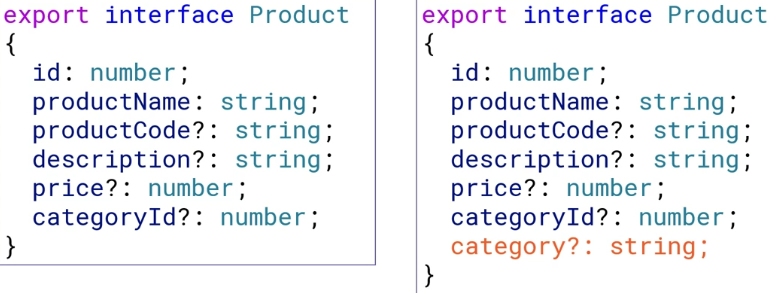 export interface Product
{
  id: number;
  productName: string;
  productCode?: string;
  description?: string;
  price?: number;
  categoryId?: number;
}
export interface Product
{
  id: number;
  productName: string;
  productCode?: string;
  description?: string;
  price?: number;
  categoryId?: number;
  category?: string;
}